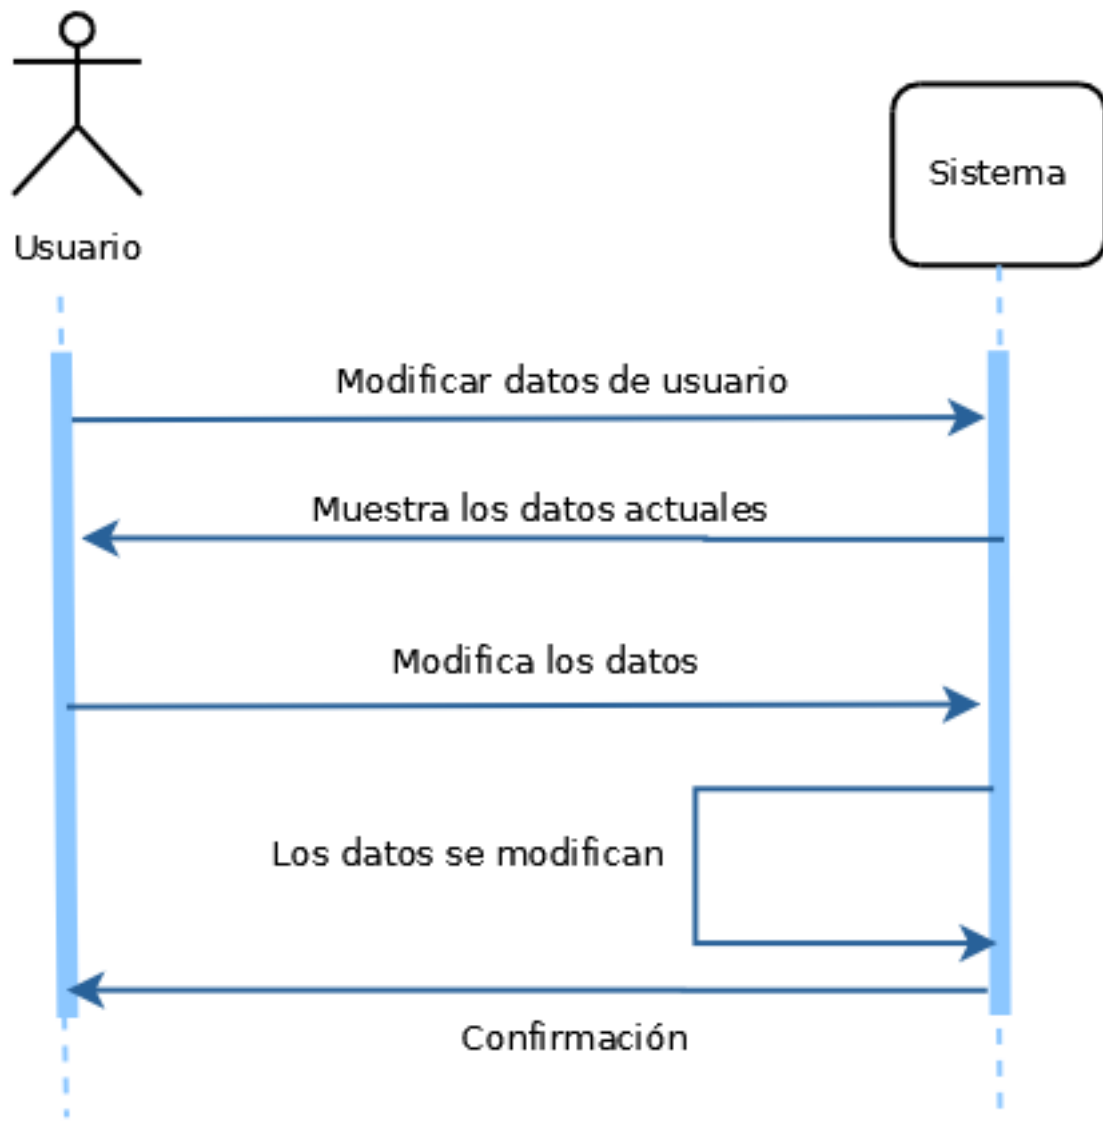 Sistema
Usuario
Modificar datos de usuario
Muestra los datos actuales
Modifica los datos
Los datos se modifican
Confirmación